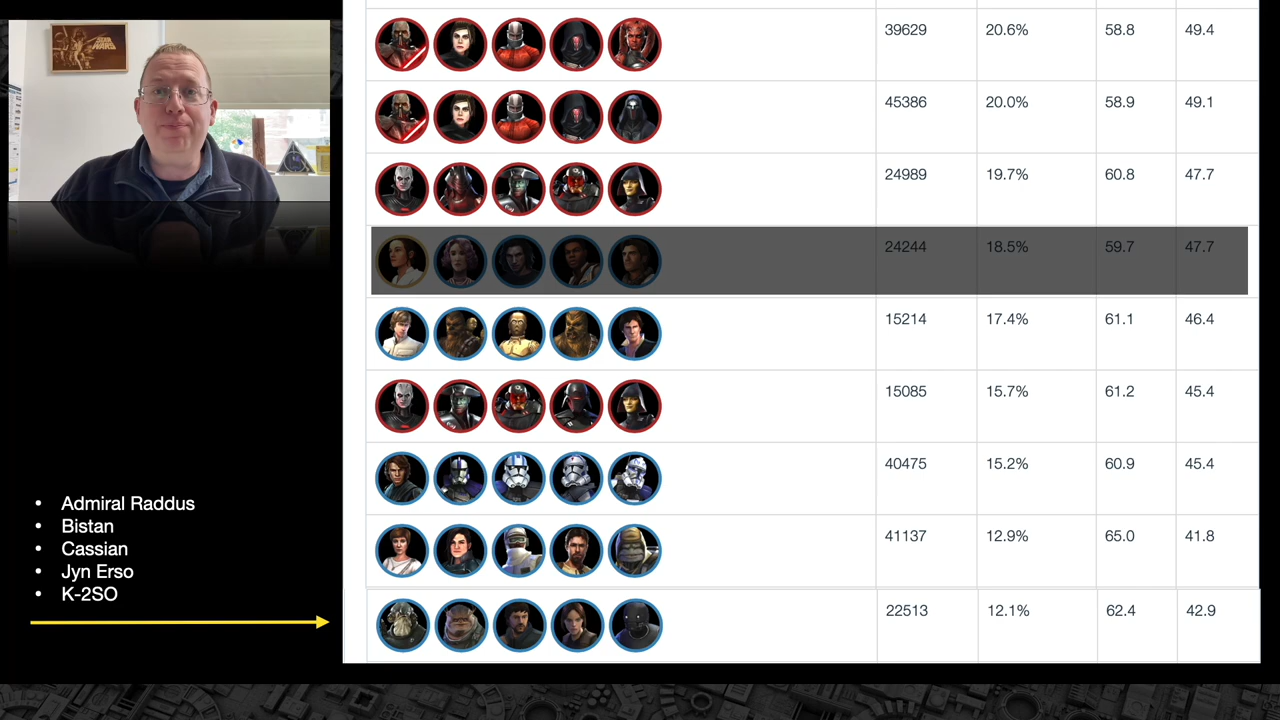 STAR WARS
39629 20.6% 58.8 49.4
45386 20.0% 58.9 49.1
24989 19.7% 60.8 47.7
24244 18.5% 59.7 47.7
15214 17.4% 61.1 46.4
15085 15.7% 61.2 45.4
40475 15.2% 60.9 45.4
41137 12.9% 65.0 41.8
22513 12.1% 62.4 42.9
• Admiral Raddus
• Bistan
• Cassian
• Jyn Erso
• K-2SO